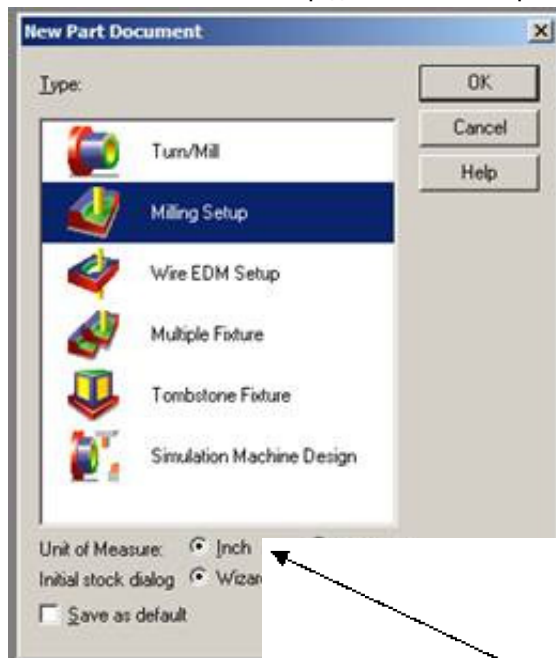 New Part Document
Type:
OK
Cancel
Help
Turn/Mill
Milling Setup
Wire EDM Setup
Multiple Fixture
Tombstone Fixture
Simulation Machine Design
Unit of Measure: Inch
Initial stock dialog
Save as default